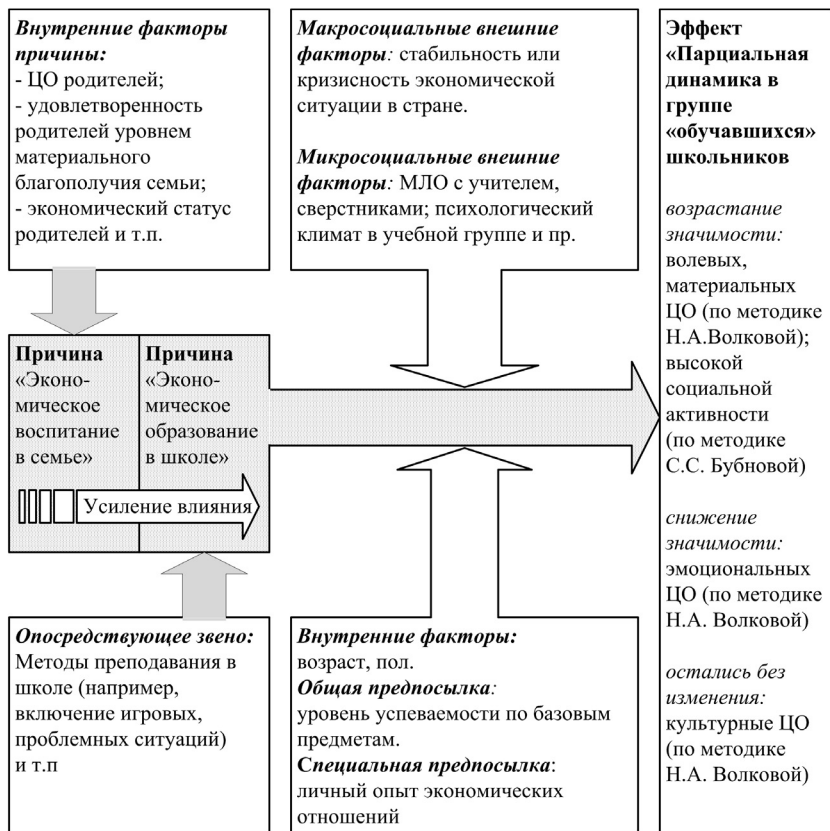 Внутренние факторы
причины:
- ЦО родителей;
- удовлетворенность
родителей уровнем
материального
благополучия семьи;
- экономический статус
родителей и т.п.
Макросоциальные внешние
факторы: стабильность или
кризисность экономической
ситуации в стране.
Микросоциальные внешние
факторы: МЛО с учителем,
сверстниками; психологический
климат в учебной группе и пр.
Причина
«Эконо-
мическое
воспитание
в семье»
Причина
«Эконо-
мическое
образование
в школе»
Усиление влияния
Опосредствующее звено:
Методы преподавания в
школе (например,
включение игровых,
проблемных ситуаций)
и т.п
Внутренние факторы:
возраст, пол.
Общая предпосылка:
уровень успеваемости по базовым
предметам.
Специальная предпосылка:
личный опыт экономических
отношений
Эффект
«Парциальная
динамика в
группе
«обучавшихся»
школьников
возрастание
значимости:
волевых,
материальных
ЦО (по методике
Н.А.Волковой);
высокой
социальной
активности
(по методике
С.С. Бубновой)
снижение
значимости:
эмоциональных
ЦО (по методике
Н.А. Волковой)
остались без
изменения:
культурные ЦО
(по методике
Н.А. Волковой)